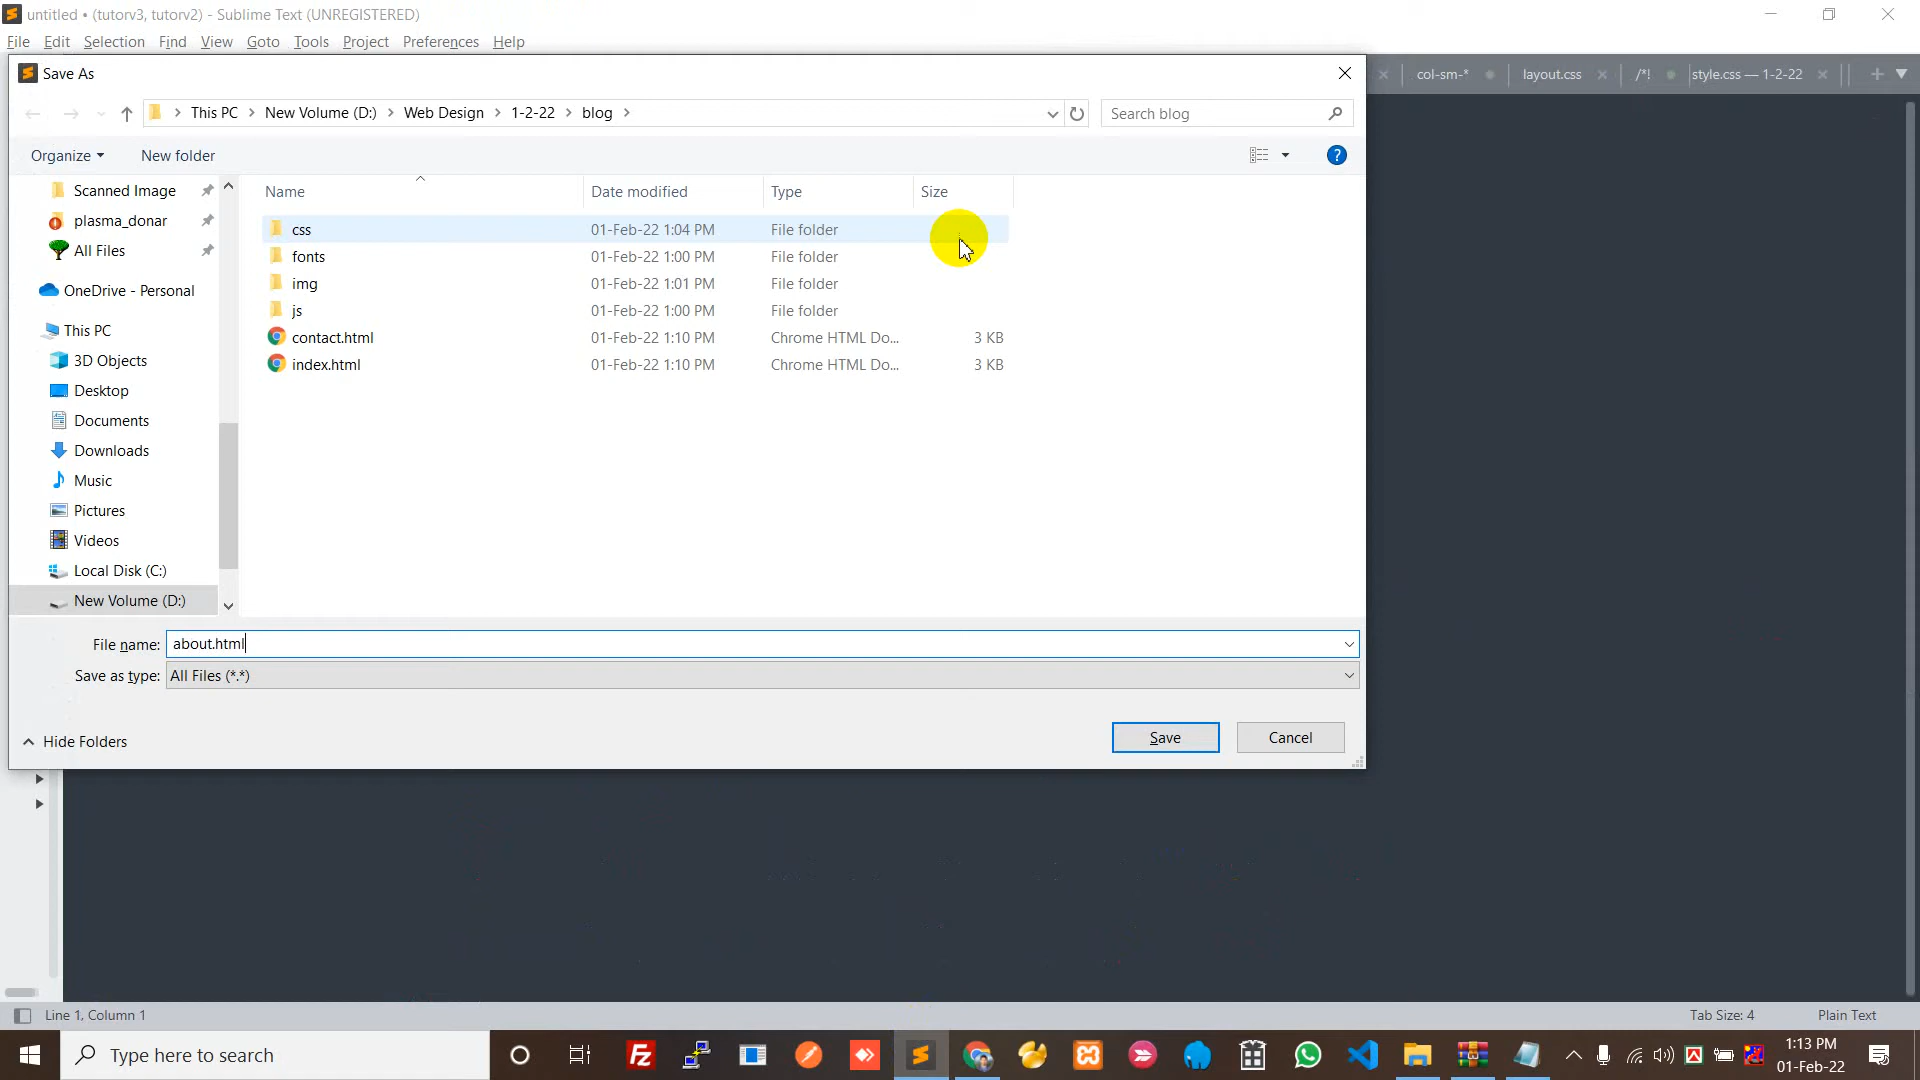 untitled • (tutorv3, tutorv2) - Sublime Text (UNREGISTERED)
File Edit Selection Find View Goto Tools Project Preferences Help
Save As
col-sm-* layout.css /*! style.css — 1-2-22
This PC New Volume (D:) Web Design 1-2-22 blog Search blog
Organize New folder
Name Date modified Type Size
Scanned Image
plasma_donar
All Files
OneDrive - Personal
This PC
3D Objects
Desktop
Documents
Downloads
Music
Pictures
Videos
Local Disk (C:)
New Volume (D:)
css 01-Feb-22 1:04 PM File folder
fonts 01-Feb-22 1:00 PM File folder
img 01-Feb-22 1:01 PM File folder
js 01-Feb-22 1:00 PM File folder
contact.html 01-Feb-22 1:10 PM Chrome HTML Do... 3 KB
index.html 01-Feb-22 1:10 PM Chrome HTML Do... 3 KB
File name: about.html
Save as type: All Files (*.*)
Hide Folders Save Cancel
Line 1, Column 1 Tab Size: 4 Plain Text
Type here to search
1:13 PM
01-Feb-22